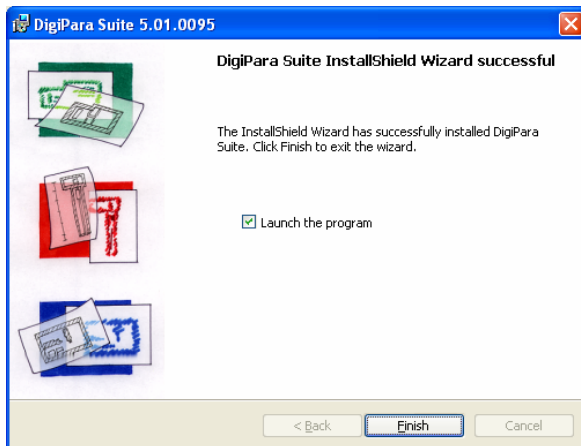 DigiPara Suite 5.01.0095
DigiPara Suite InstallShield Wizard successful
The InstallShield Wizard has successfully installed DigiPara
Suite. Click Finish to exit the wizard.
Launch the program
< Back
Finish
Cancel